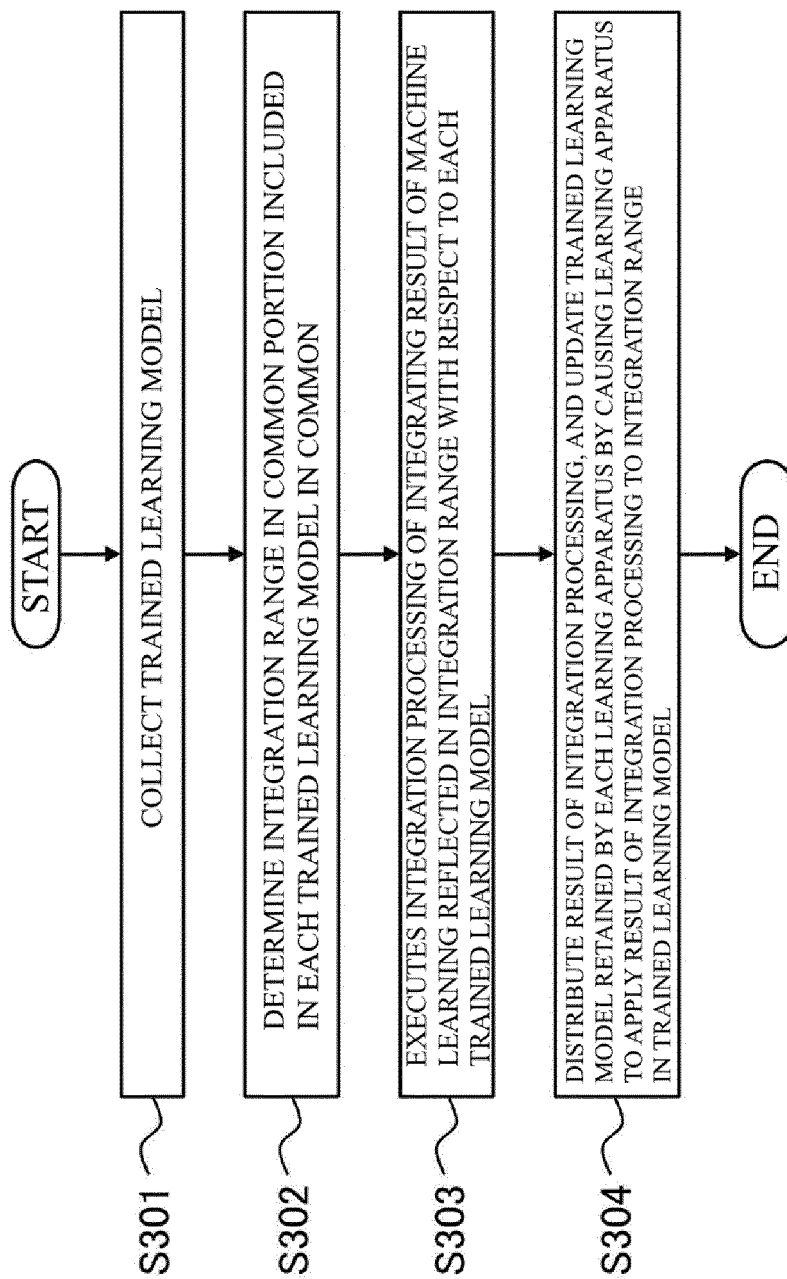 START
S301
COLLECT TRAINED LEARNING MODEL
S302
DETERMINE INTEGRATION RANGE IN COMMON PORTION INCLUDED
IN EACH TRAINED LEARNING MODEL IN COMMON
S303
EXECUTES INTEGRATION PROCESSING OF INTEGRATING RESULT OF MACHINE
LEARNING REFLECTED IN INTEGRATION RANGE WITH RESPECT TO EACH
TRAINED LEARNING MODEL
S304
DISTRIBUTE RESULT OF INTEGRATION PROCESSING, AND UPDATE TRAINED LEARNING
MODEL RETAINED BY EACH LEARNING APPARATUS BY CAUSING LEARNING APPARATUS
TO APPLY RESULT OF INTEGRATION PROCESSING TO INTEGRATION RANGE
IN TRAINED LEARNING MODEL
END